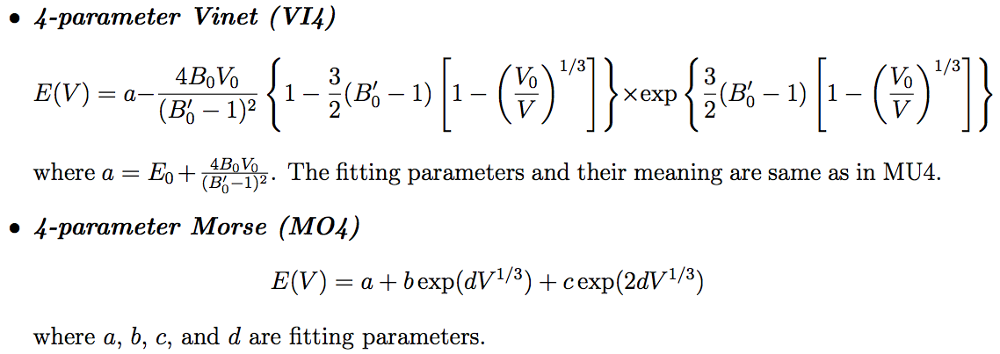 • 4-parameter Vinet (VI4)
E(V) = a − \frac{4B_0V_0}{(B_0' − 1)^2} \left\{ 1 − \frac{3}{2}(B_0' − 1) \left[ 1 − \left( \frac{V_0}{V} \right)^{1/3} \right] \right\} × exp \left\{ \frac{3}{2}(B_0' − 1) \left[ 1 − \left( \frac{V_0}{V} \right)^{1/3} \right] \right\}
where a = E_0 + \frac{4B_0V_0}{(B_0'−1)^2}. The fitting parameters and their meaning are same as in MU4.
• 4-parameter Morse (MO4)
E(V) = a + b exp(dV^{1/3}) + c exp(2dV^{1/3})
where a, b, c, and d are fitting parameters.